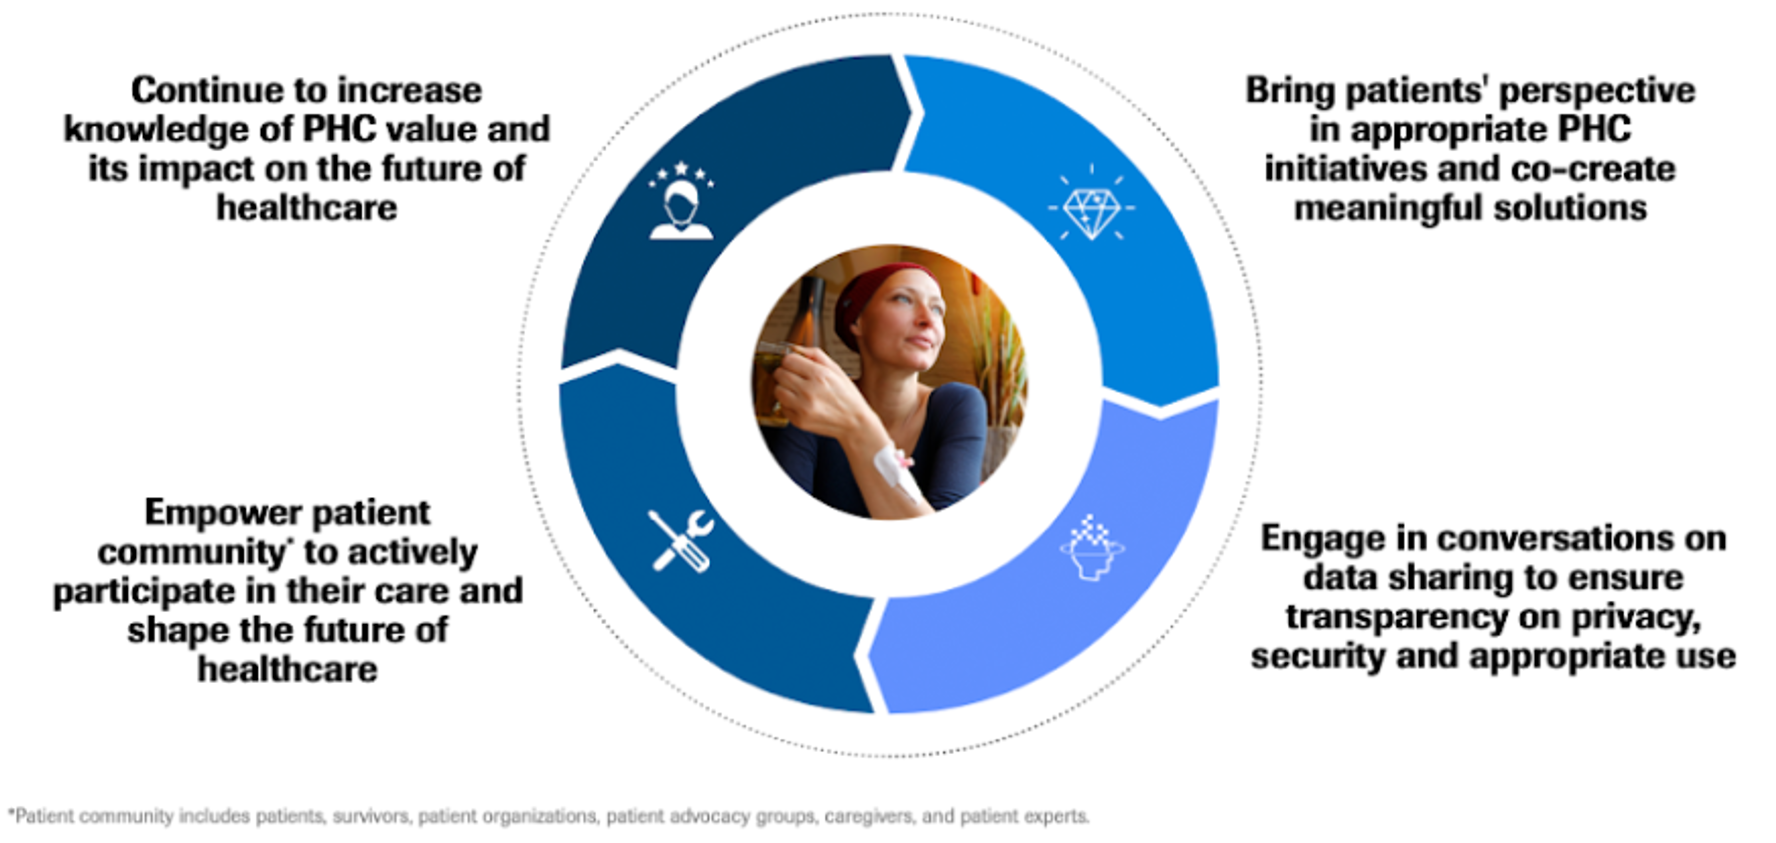 Continue to increase
knowledge of PHC value and
its impact on the future of
healthcare
Bring patients' perspective
in appropriate PHC
initiatives and co-create
meaningful solutions
Empower patient
community* to actively
participate in their care and
shape the future of
healthcare
Engage in conversations on
data sharing to ensure
transparency on privacy,
security and appropriate use
*Patient community includes patients, survivors, patient organizations, patient advocacy groups, caregivers, and patient experts.